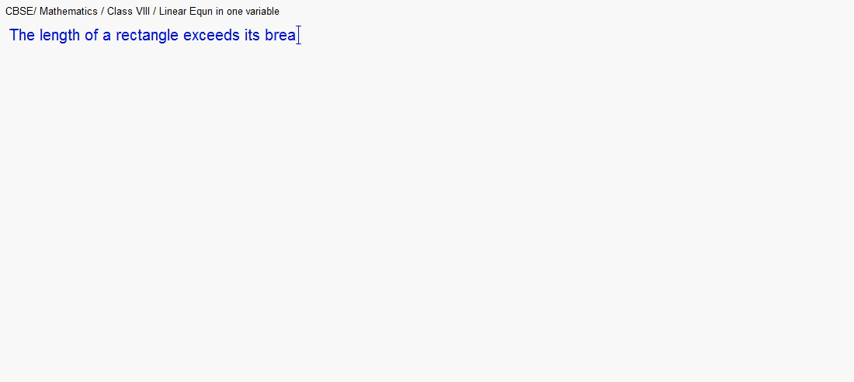 CBSE/ Mathematics / Class VIII / Linear Equn in one variable
The length of a rectangle exceeds its brea